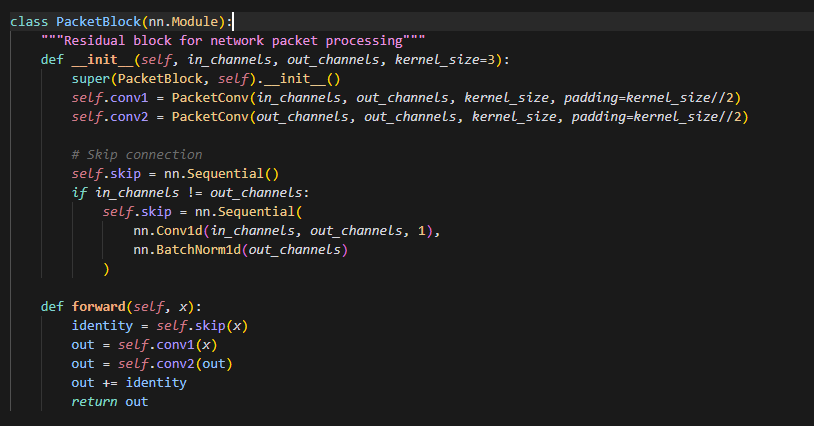 class PacketBlock(nn.Module):
    """Residual block for network packet processing"""
    def __init__(self, in_channels, out_channels, kernel_size=3):
        super(PacketBlock, self).__init__()
        self.conv1 = PacketConv(in_channels, out_channels, kernel_size, padding=kernel_size//2)
        self.conv2 = PacketConv(out_channels, out_channels, kernel_size, padding=kernel_size//2)

        # Skip connection
        self.skip = nn.Sequential()
        if in_channels != out_channels:
            self.skip = nn.Sequential(
                nn.Conv1d(in_channels, out_channels, 1),
                nn.BatchNorm1d(out_channels)
            )

    def forward(self, x):
        identity = self.skip(x)
        out = self.conv1(x)
        out = self.conv2(out)
        out += identity
        return out